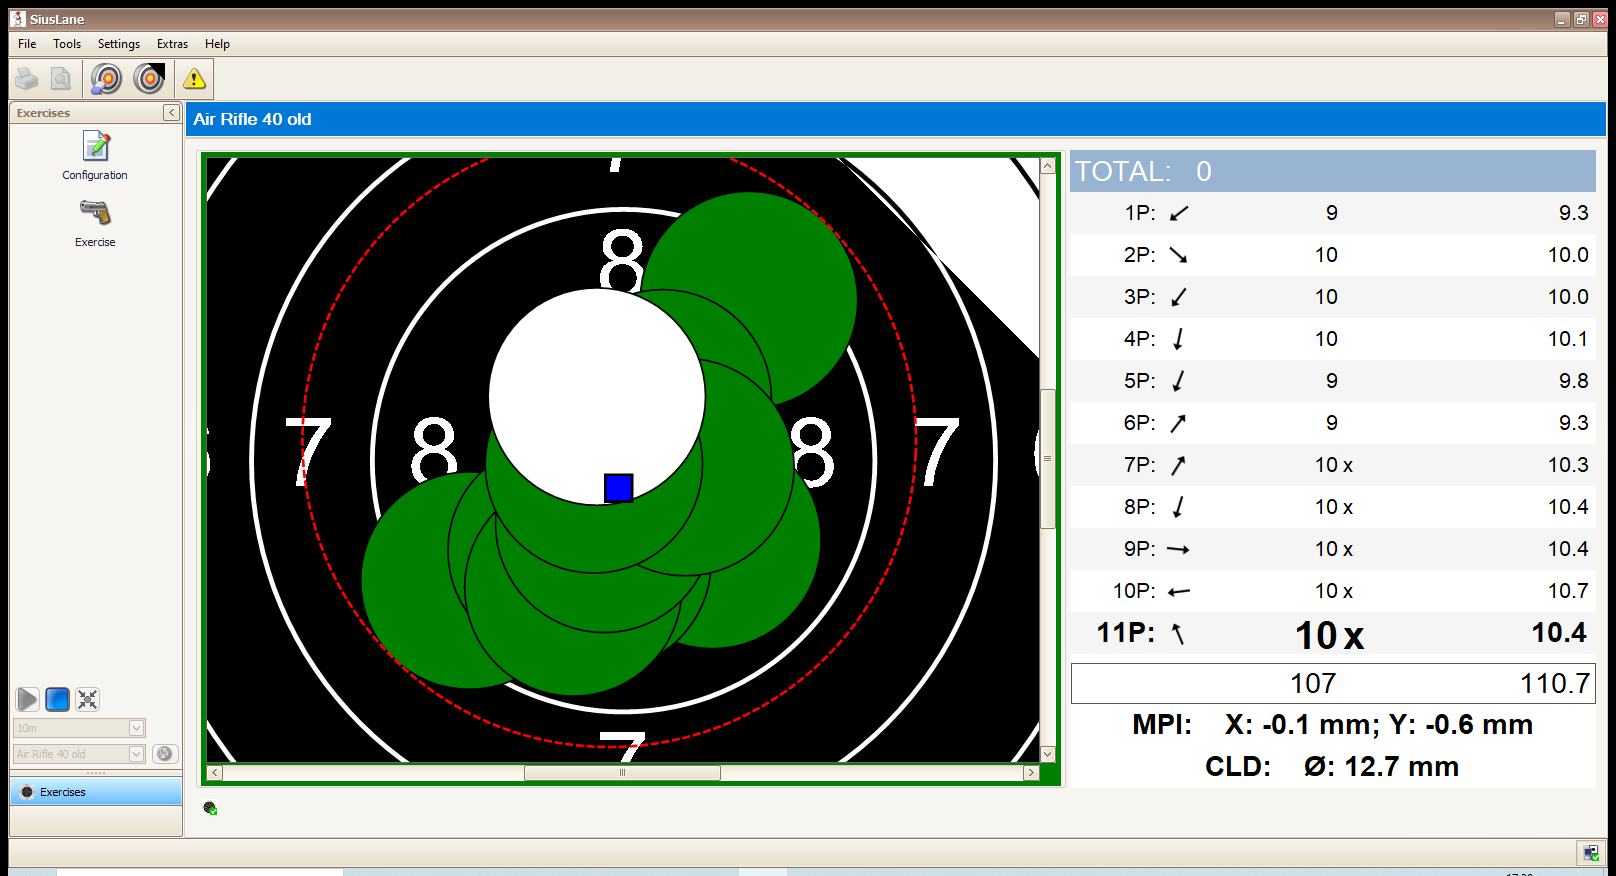 SiusLane
File Tools Settings Extras Help
Exercises
Configuration
Exercise
10m
Air Rifle 40 old
Exercises
Air Rifle 40 old
7
8
7 8 8 7
7
TOTAL: 0
1P: 9 9.3
2P: 10 10.0
3P: 10 10.0
4P: 10 10.1
5P: 9 9.8
6P: 9 9.3
7P: 10 x 10.3
8P: 10 x 10.4
9P: 10 x 10.4
10P: 10 x 10.7
11P: 10 x 10.4
107 110.7
MPI: X: -0.1 mm; Y: -0.6 mm
CLD: Ø: 12.7 mm